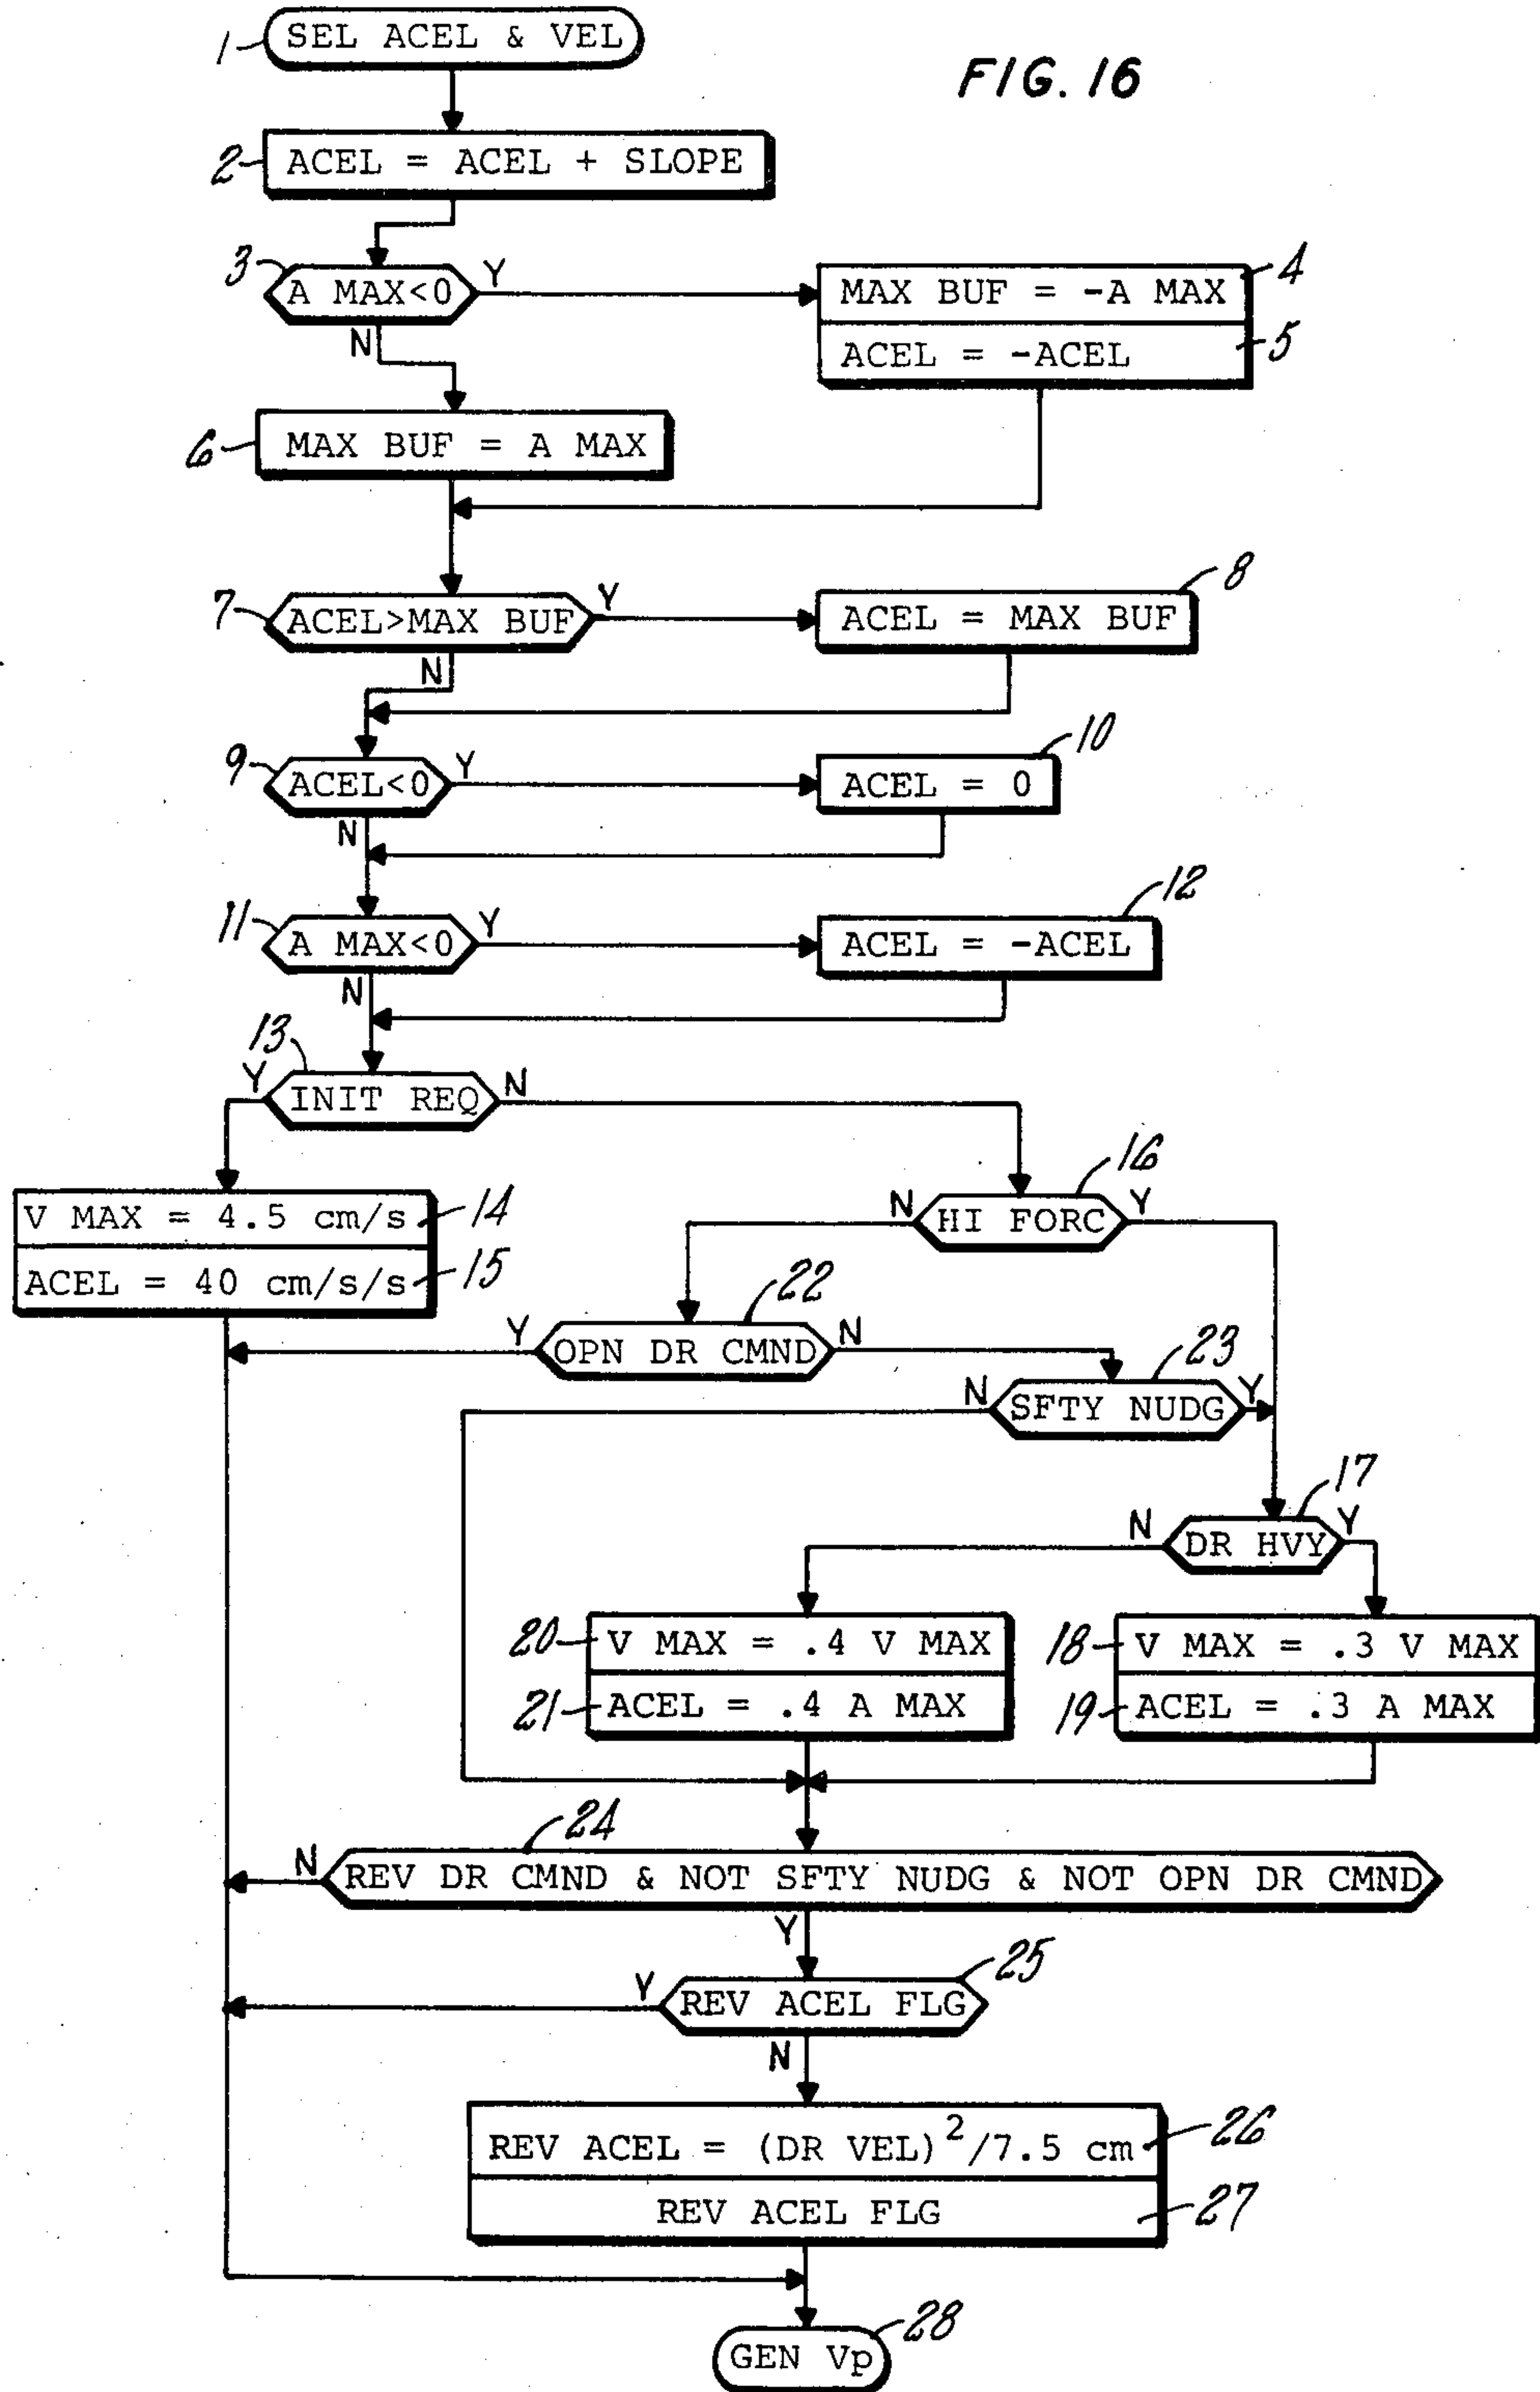 FIG. 16
1 SEL ACEL & VEL
2 ACEL = ACEL + SLOPE
3 A MAX<0 Y N
MAX BUF = -A MAX 4
ACEL = -ACEL 5
6 MAX BUF = A MAX
7 ACEL>MAX BUF Y N
ACEL = MAX BUF 8
9 ACEL<0 Y N
ACEL = 0 10
11 A MAX<0 Y N
ACEL = -ACEL 12
13 Y INIT REQ N
V MAX = 4.5 cm/s 14
ACEL = 40 cm/s/s 15
N HI FORC Y 16
Y OPN DR CMND N 22
N SFTY NUDG Y 23
N DR HVY Y 17
20 V MAX = .4 V MAX
21 ACEL = .4 A MAX
18 V MAX = .3 V MAX
19 ACEL = .3 A MAX
24
N REV DR CMND & NOT SFTY NUDG & NOT OPN DR CMND
Y
Y REV ACEL FLG 25
N
REV ACEL = (DR VEL)²/7.5 cm 26
REV ACEL FLG 27
GEN Vp 28